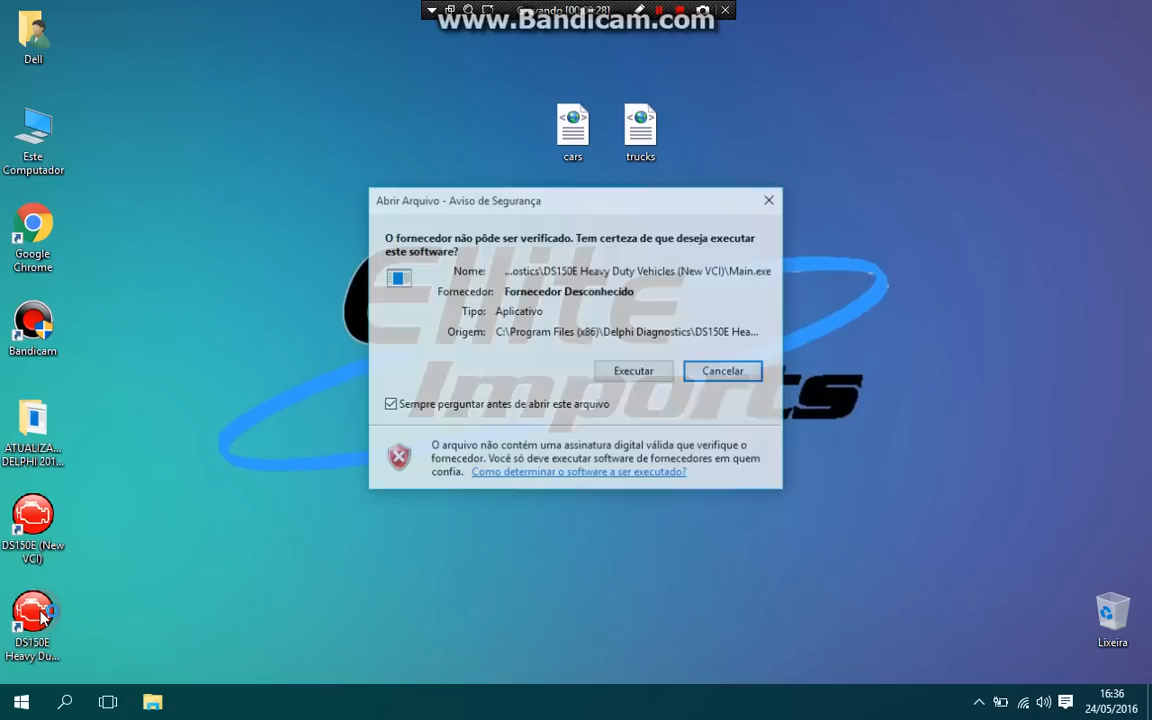 Gravando [00:
28]
www.Bandicam.com
Dell
Este
Computador
Google
Chrome
Bandicam
ATUALIZA...
DELPHI 201...
DS150E (New
VCI)
DS150E
Heavy Du...
cars
trucks
Abrir Arquivo - Aviso de Segurança
O fornecedor não pôde ser verificado. Tem certeza de que deseja executar
este software?
Nome: ...ostics\DS150E Heavy Duty Vehicles (New VCI)\Main.exe
Fornecedor: Fornecedor Desconhecido
Tipo: Aplicativo
Origem: C:\Program Files (x86)\Delphi Diagnostics\DS150E Hea...
Executar
Cancelar
Sempre perguntar antes de abrir este arquivo
O arquivo não contém uma assinatura digital válida que verifique o
fornecedor. Você só deve executar software de fornecedores em quem
confia. Como determinar o software a ser executado?
Ellite
Imports
Lixeira
16:36
24/05/2016